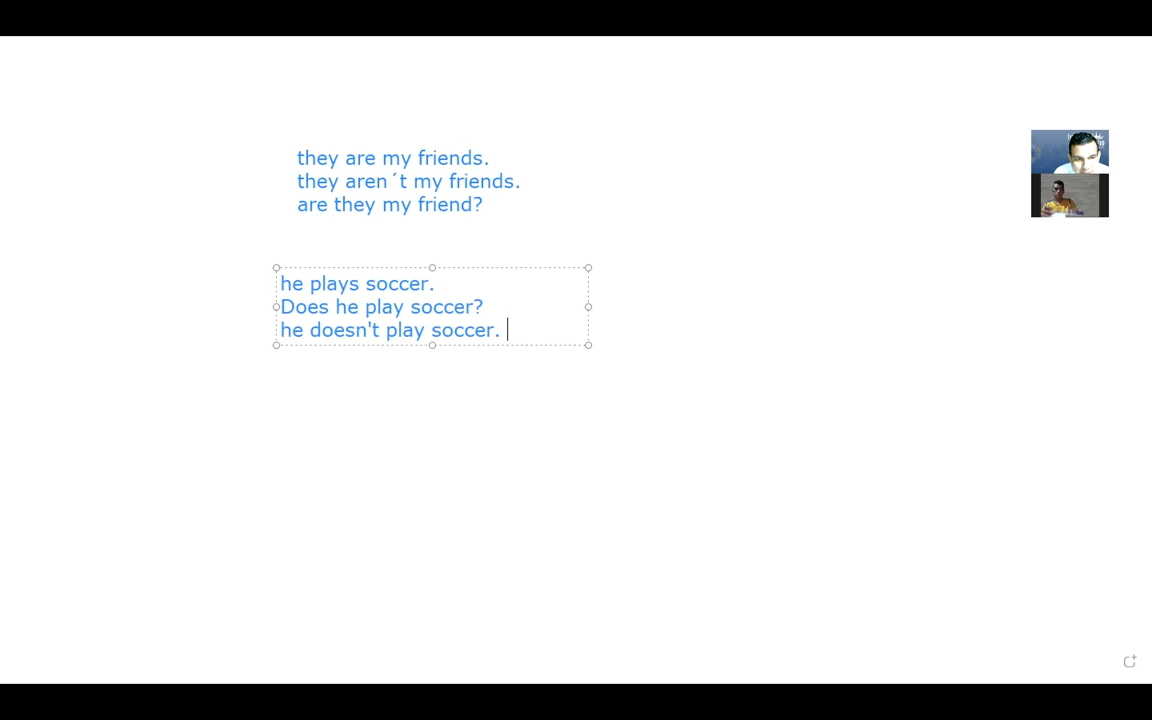 they are my friends.
they aren´t my friends.
are they my friend?
he plays soccer.
Does he play soccer?
he doesn't play soccer.